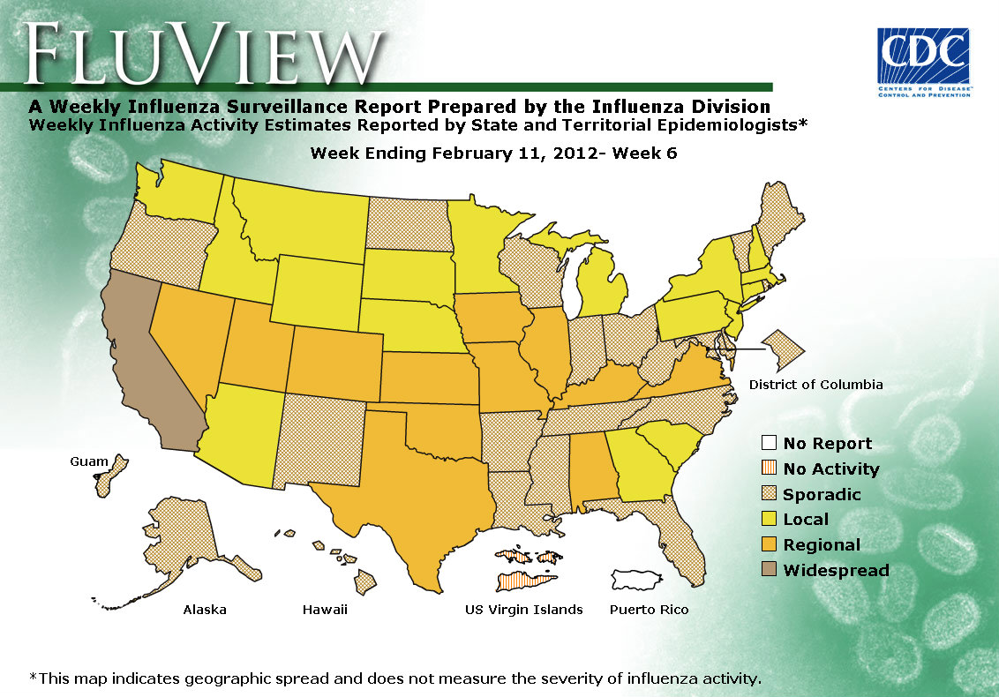 FLUVIEW
CDC
CENTERS FOR DISEASE™
CONTROL AND PREVENTION
A Weekly Influenza Surveillance Report Prepared by the Influenza Division
Weekly Influenza Activity Estimates Reported by State and Territorial Epidemiologists*
Week Ending February 11, 2012- Week 6
District of Columbia
No Report
No Activity
Sporadic
Local
Regional
Widespread
Guam
Alaska
Hawaii
US Virgin Islands
Puerto Rico
*This map indicates geographic spread and does not measure the severity of influenza activity.